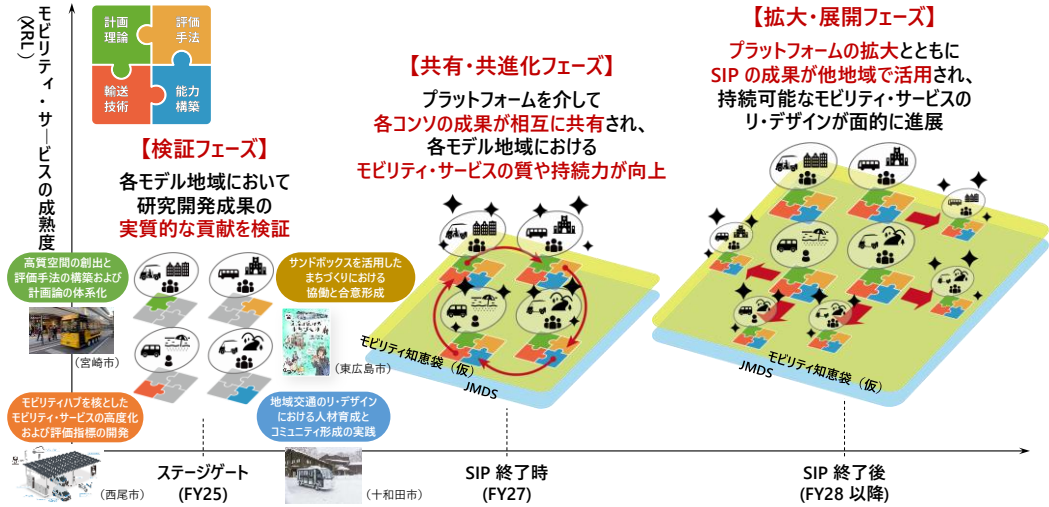 モビリティ・サービスの成熟度
(XRL)
計画
理論
評価
手法
輸送
技術
能力
構築
【検証フェーズ】
各モデル地域において
研究開発成果の
実質的な貢献を検証
高質空間の創出と
評価手法の構築および
計画論の体系化
（宮崎市）
サンドボックスを活用した
まちづくりにおける
協働と合意形成
（東広島市）
モビリティハブを核とした
モビリティ・サービスの高度化
および評価指標の開発
（西尾市）
地域交通のリ・デザイン
における人材育成と
コミュニティ形成の実践
（十和田市）
ステージゲート
(FY25)
【共有・共進化フェーズ】
プラットフォームを介して
各コンソの成果が相互に共有され、
各モデル地域における
モビリティ・サービスの質や持続力が向上
モビリティ知恵袋（仮）
JMDS
SIP 終了時
(FY27)
【拡大・展開フェーズ】
プラットフォームの拡大とともに
SIP の成果が他地域で活用され、
持続可能なモビリティ・サービスの
リ・デザインが面的に進展
モビリティ知恵袋（仮）
JMDS
SIP 終了後
(FY28 以降)